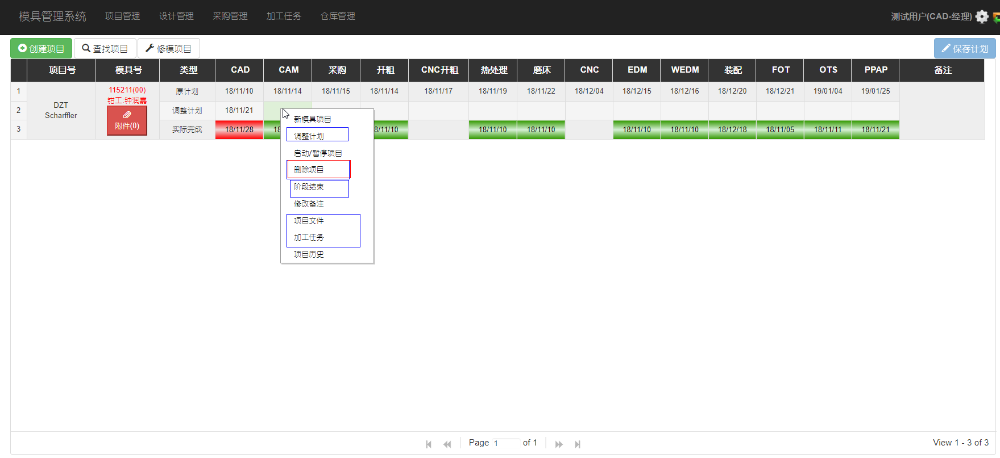 模具管理系统 项目管理 设计管理 采购管理 加工任务 仓库管理 测试用户(CAD-经理)
创建项目 查找项目 修模项目 保存计划
项目号 模具号 类型 CAD CAM 采购 开粗 CNC开粗 热处理 磨床 CNC EDM WEDM 装配 FOT OTS PPAP 备注
1 115211(00) 原计划 18/11/10 18/11/14 18/11/15 18/11/14 18/11/17 18/11/19 18/11/22 18/12/04 18/12/15 18/12/16 18/12/20 18/12/21 19/01/04 19/01/25
钳工:钟润嘉
DZT
Scharffler
2 调整计划 18/11/21
附件(0)
3 实际完成 18/11/28 18 8/11/10 18/11/10 18/11/10 18/11/10 18/11/10 18/12/18 18/11/05 18/11/11 18/11/21
新模具项目
调整计划
启动/暂停项目
删除项目
阶段结束
修改备注
项目文件
加工任务
项目历史
Page 1 of 1 View 1 - 3 of 3